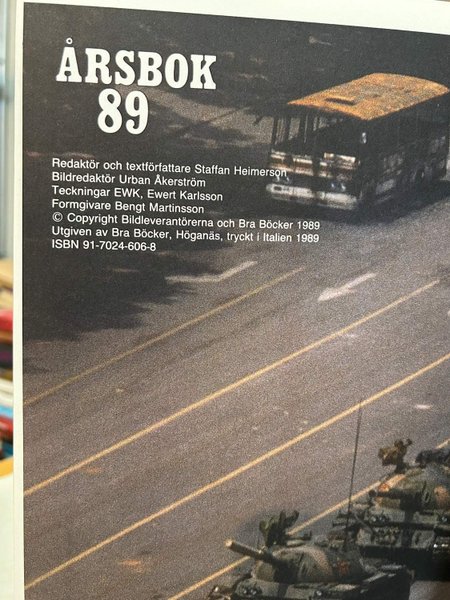 ÅRSBOK
89
Redaktör och textförfattare Staffan Heimerson
Bildredaktör Urban Åkerström
Teckningar EWK, Ewert Karlsson
Formgivare Bengt Martinsson
© Copyright Bildleverantörerna och Bra Böcker 1989
Utgiven av Bra Böcker, Höganäs, tryckt i Italien 1989
ISBN 91-7024-606-8